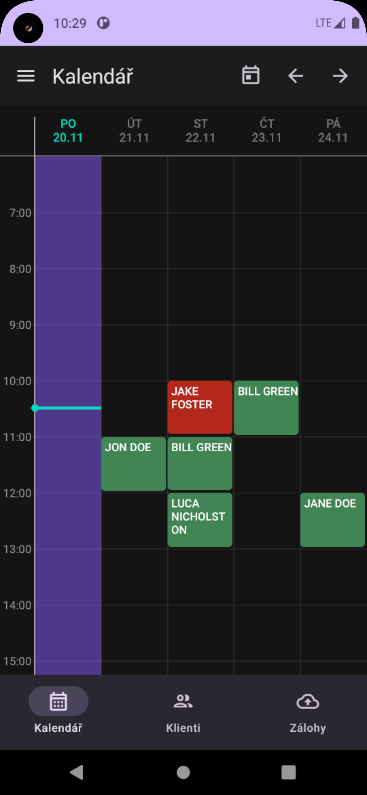 10:29
LTE
Kalendář
PO ÚT ST ČT PÁ
20.11 21.11 22.11 23.11 24.11
7:00
8:00
9:00
10:00
JAKE
FOSTER
BILL GREEN
11:00
JON DOE
BILL GREEN
12:00
LUCA
NICHOLST
ON
JANE DOE
13:00
14:00
15:00
Kalendář Klienti Zálohy